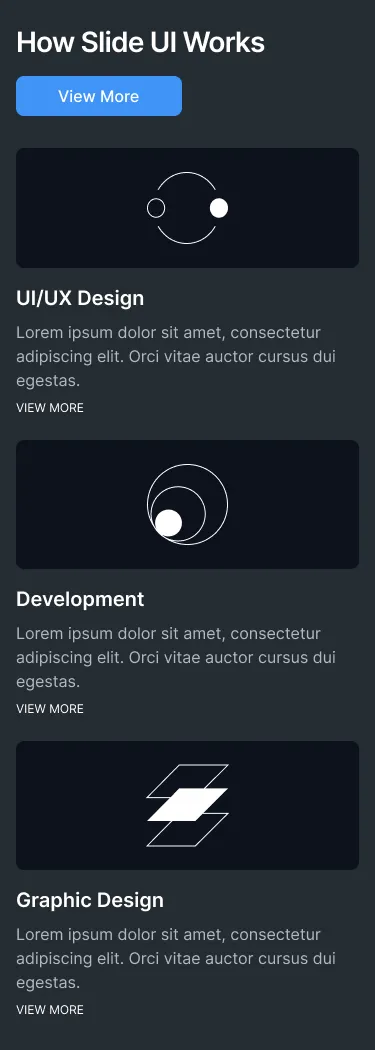 How Slide UI Works
View More
UI/UX Design
Lorem ipsum dolor sit amet, consectetur
adipiscing elit. Orci vitae auctor cursus dui
egestas.
VIEW MORE
Development
Lorem ipsum dolor sit amet, consectetur
adipiscing elit. Orci vitae auctor cursus dui
egestas.
VIEW MORE
Graphic Design
Lorem ipsum dolor sit amet, consectetur
adipiscing elit. Orci vitae auctor cursus dui
egestas.
VIEW MORE